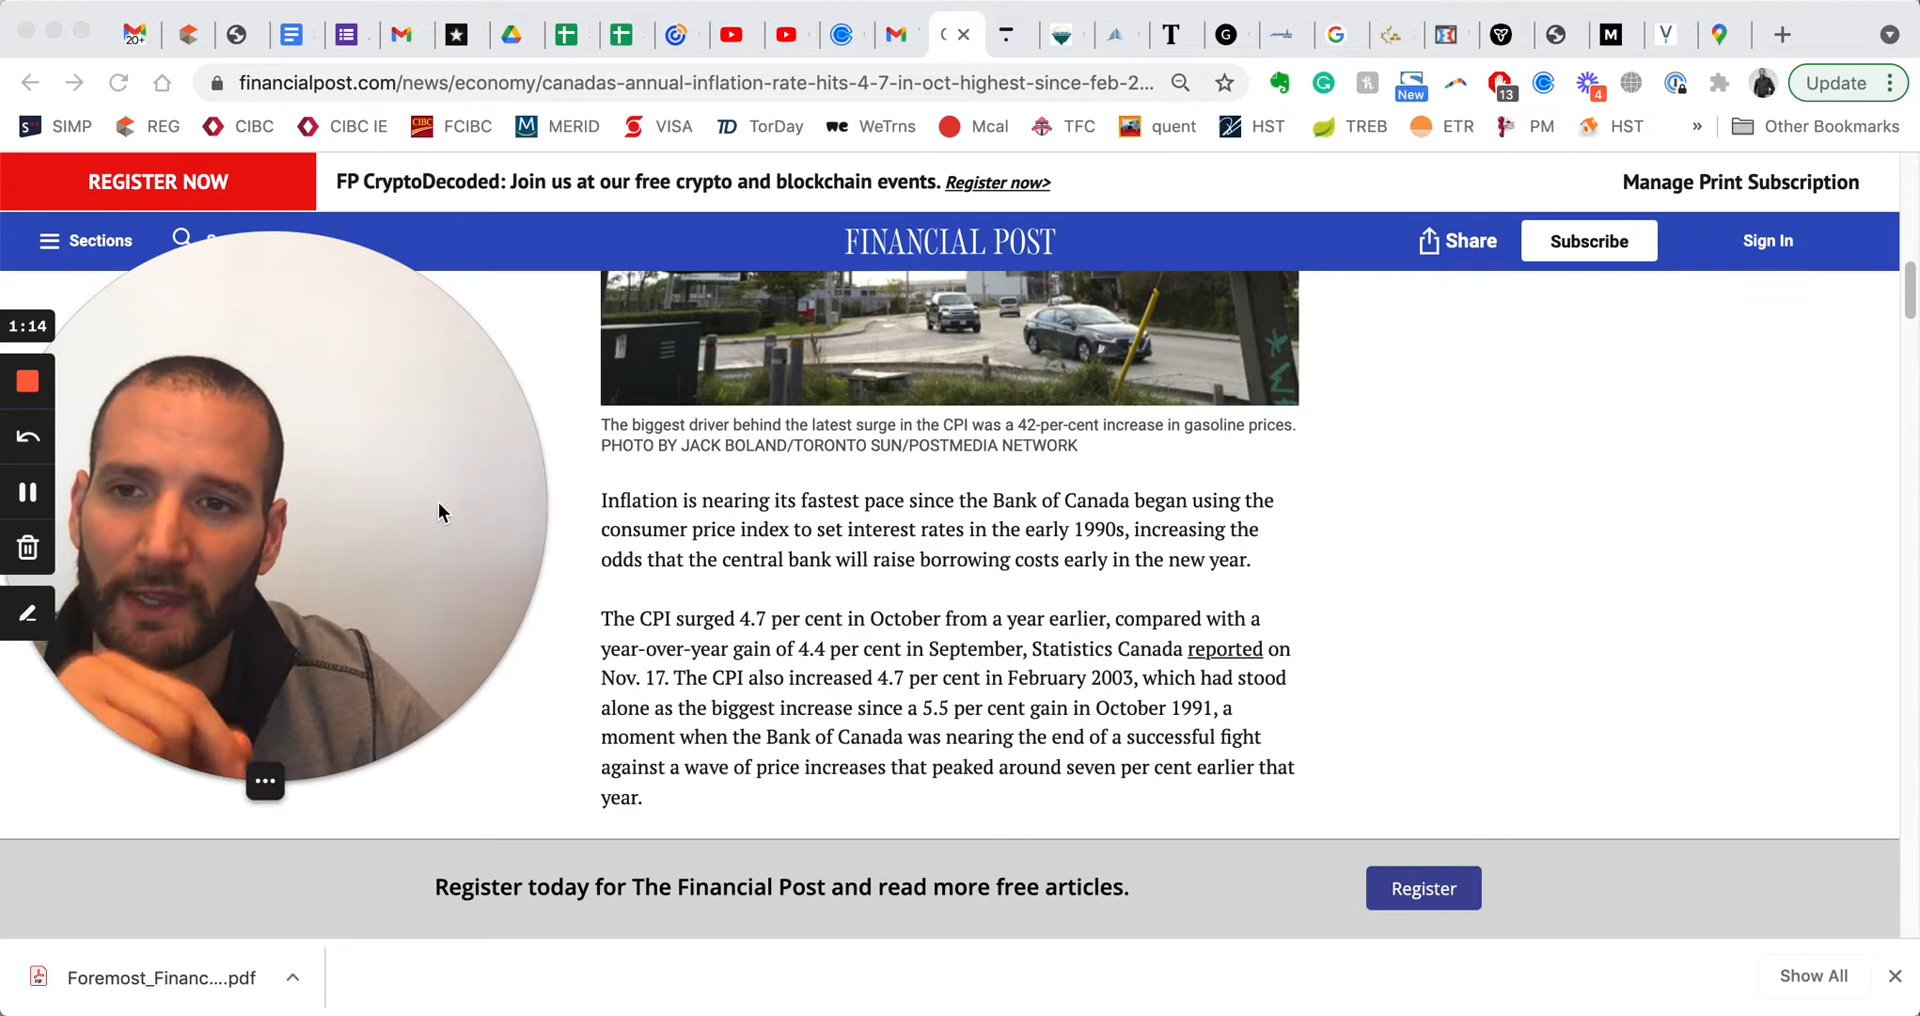 20+
financialpost.com/news/economy/canadas-annual-inflation-rate-hits-4-7-in-oct-highest-since-feb-2...
New
13
4
Update
SIMP
REG
CIBC
CIBC IE
CIBC
FCIBC
MERID
VISA
TD
TorDay
we
WeTrns
Mcal
TFC
quent
HST
TREB
ETR
PM
HST
»
Other Bookmarks
REGISTER NOW
FP CryptoDecoded: Join us at our free crypto and blockchain events. Register now>
Manage Print Subscription
Sections
FINANCIAL POST
Share
Subscribe
Sign In
1:14
The biggest driver behind the latest surge in the CPI was a 42-per-cent increase in gasoline prices.
PHOTO BY JACK BOLAND/TORONTO SUN/POSTMEDIA NETWORK
Inflation is nearing its fastest pace since the Bank of Canada began using the
consumer price index to set interest rates in the early 1990s, increasing the
odds that the central bank will raise borrowing costs early in the new year.
The CPI surged 4.7 per cent in October from a year earlier, compared with a
year-over-year gain of 4.4 per cent in September, Statistics Canada reported on
Nov. 17. The CPI also increased 4.7 per cent in February 2003, which had stood
alone as the biggest increase since a 5.5 per cent gain in October 1991, a
moment when the Bank of Canada was nearing the end of a successful fight
against a wave of price increases that peaked around seven per cent earlier that
year.
Register today for The Financial Post and read more free articles.
Register
Foremost_Financ....pdf
Show All